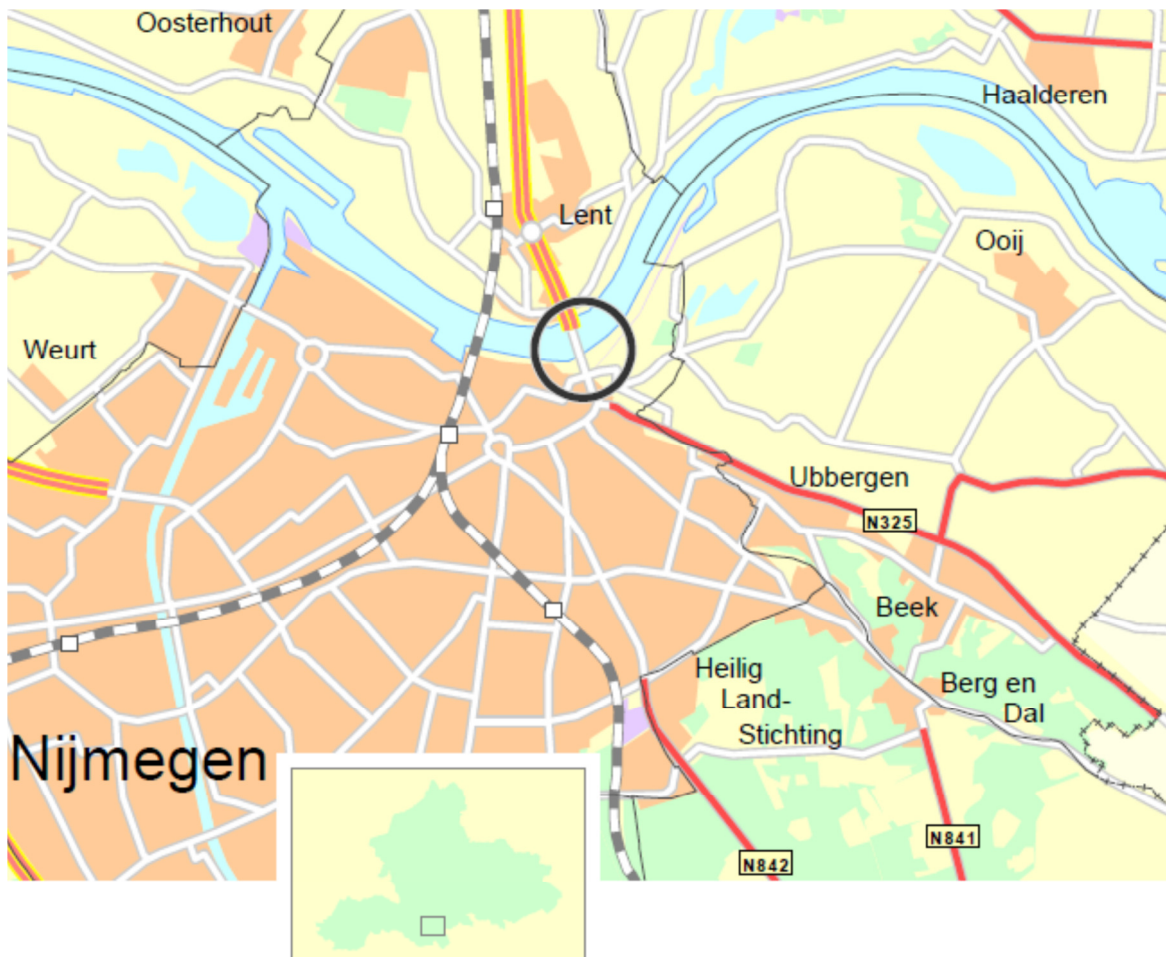 Oosterhout
Haalderen
Lent
Ooij
Weurt
Ubbergen
N325
Beek
Heilig
Land-
Stichting
Berg en
Dal
Nijmegen
N841
N842